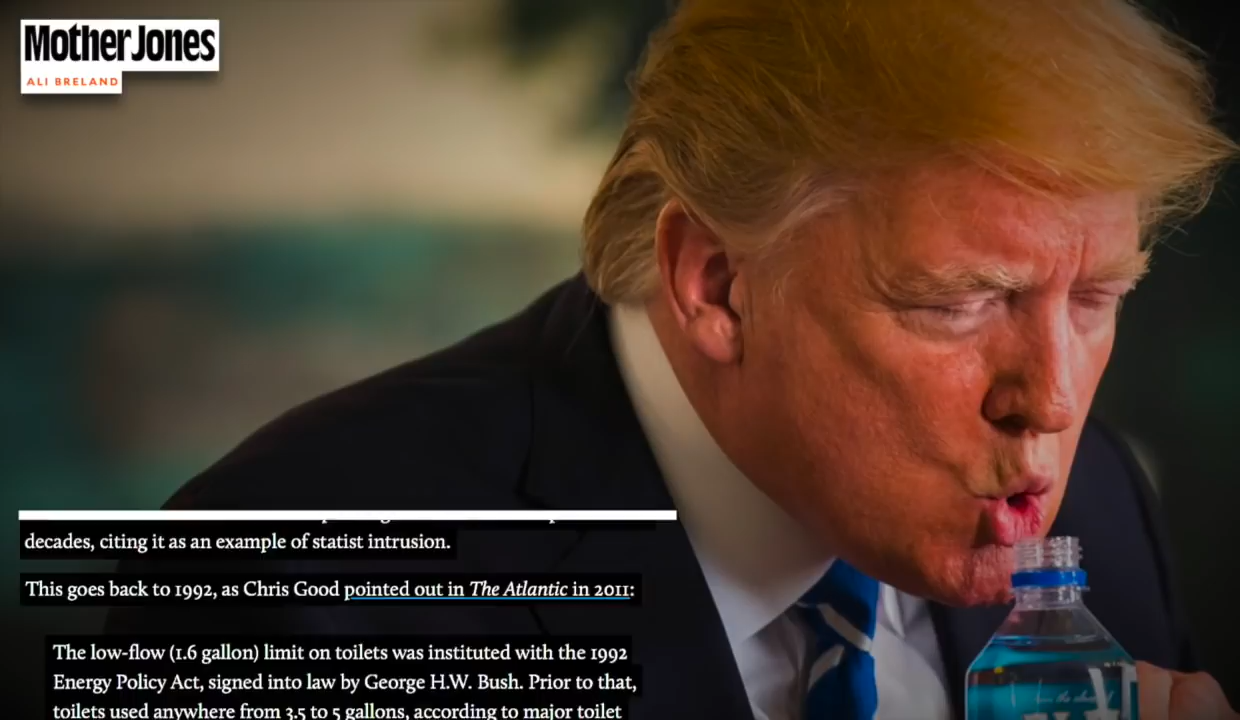 Mother Jones
ALI BRELAND
decades, citing it as an example of statist intrusion.
This goes back to 1992, as Chris Good pointed out in The Atlantic in 2011:
The low-flow (1.6 gallon) limit on toilets was instituted with the 1992
Energy Policy Act, signed into law by George H.W. Bush. Prior to that,
toilets used anywhere from 3.5 to 5 gallons, according to major toilet